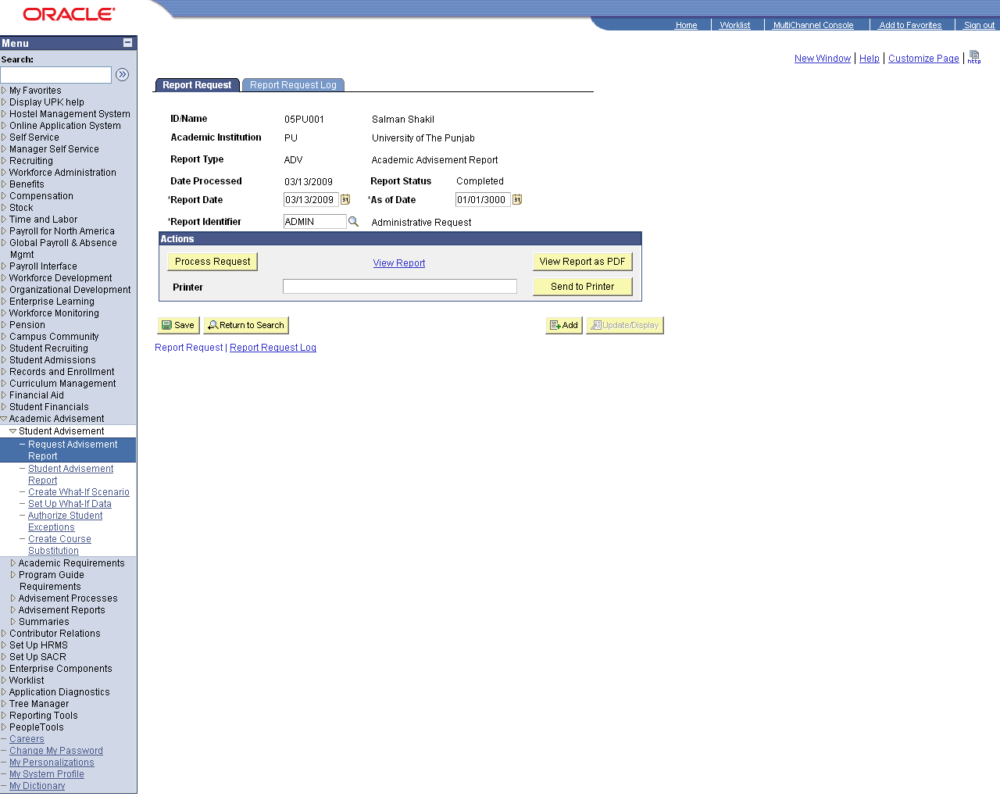 ORACLE
Home Worklist MultiChannel Console Add to Favorites Sign out
New Window | Help | Customize Page | http
Menu
Search:
My Favorites
Display UPK help
Hostel Management System
Online Application System
Self Service
Manager Self Service
Recruiting
Workforce Administration
Benefits
Compensation
Stock
Time and Labor
Payroll for North America
Global Payroll & Absence
Mgmt
Payroll Interface
Workforce Development
Organizational Development
Enterprise Learning
Workforce Monitoring
Pension
Campus Community
Student Recruiting
Student Admissions
Records and Enrollment
Curriculum Management
Financial Aid
Student Financials
Academic Advisement
Student Advisement
– Request Advisement
Report
– Student Advisement
Report
– Create What-If Scenario
– Set Up What-If Data
– Authorize Student
Exceptions
– Create Course
Substitution
Academic Requirements
Program Guide
Requirements
Advisement Processes
Advisement Reports
Summaries
Contributor Relations
Set Up HRMS
Set Up SACR
Enterprise Components
Worklist
Application Diagnostics
Tree Manager
Reporting Tools
PeopleTools
– Careers
– Change My Password
– My Personalizations
– My System Profile
– My Dictionary
Report Request Report Request Log
ID/Name 05PU001 Salman Shakil
Academic Institution PU University of The Punjab
Report Type ADV Academic Advisement Report
Date Processed 03/13/2009 Report Status Completed
*Report Date 03/13/2009 31 *As of Date 01/01/3000 31
*Report Identifier ADMIN Administrative Request
Actions
Process Request View Report View Report as PDF
Printer Send to Printer
Save Return to Search Add Update/Display
Report Request | Report Request Log